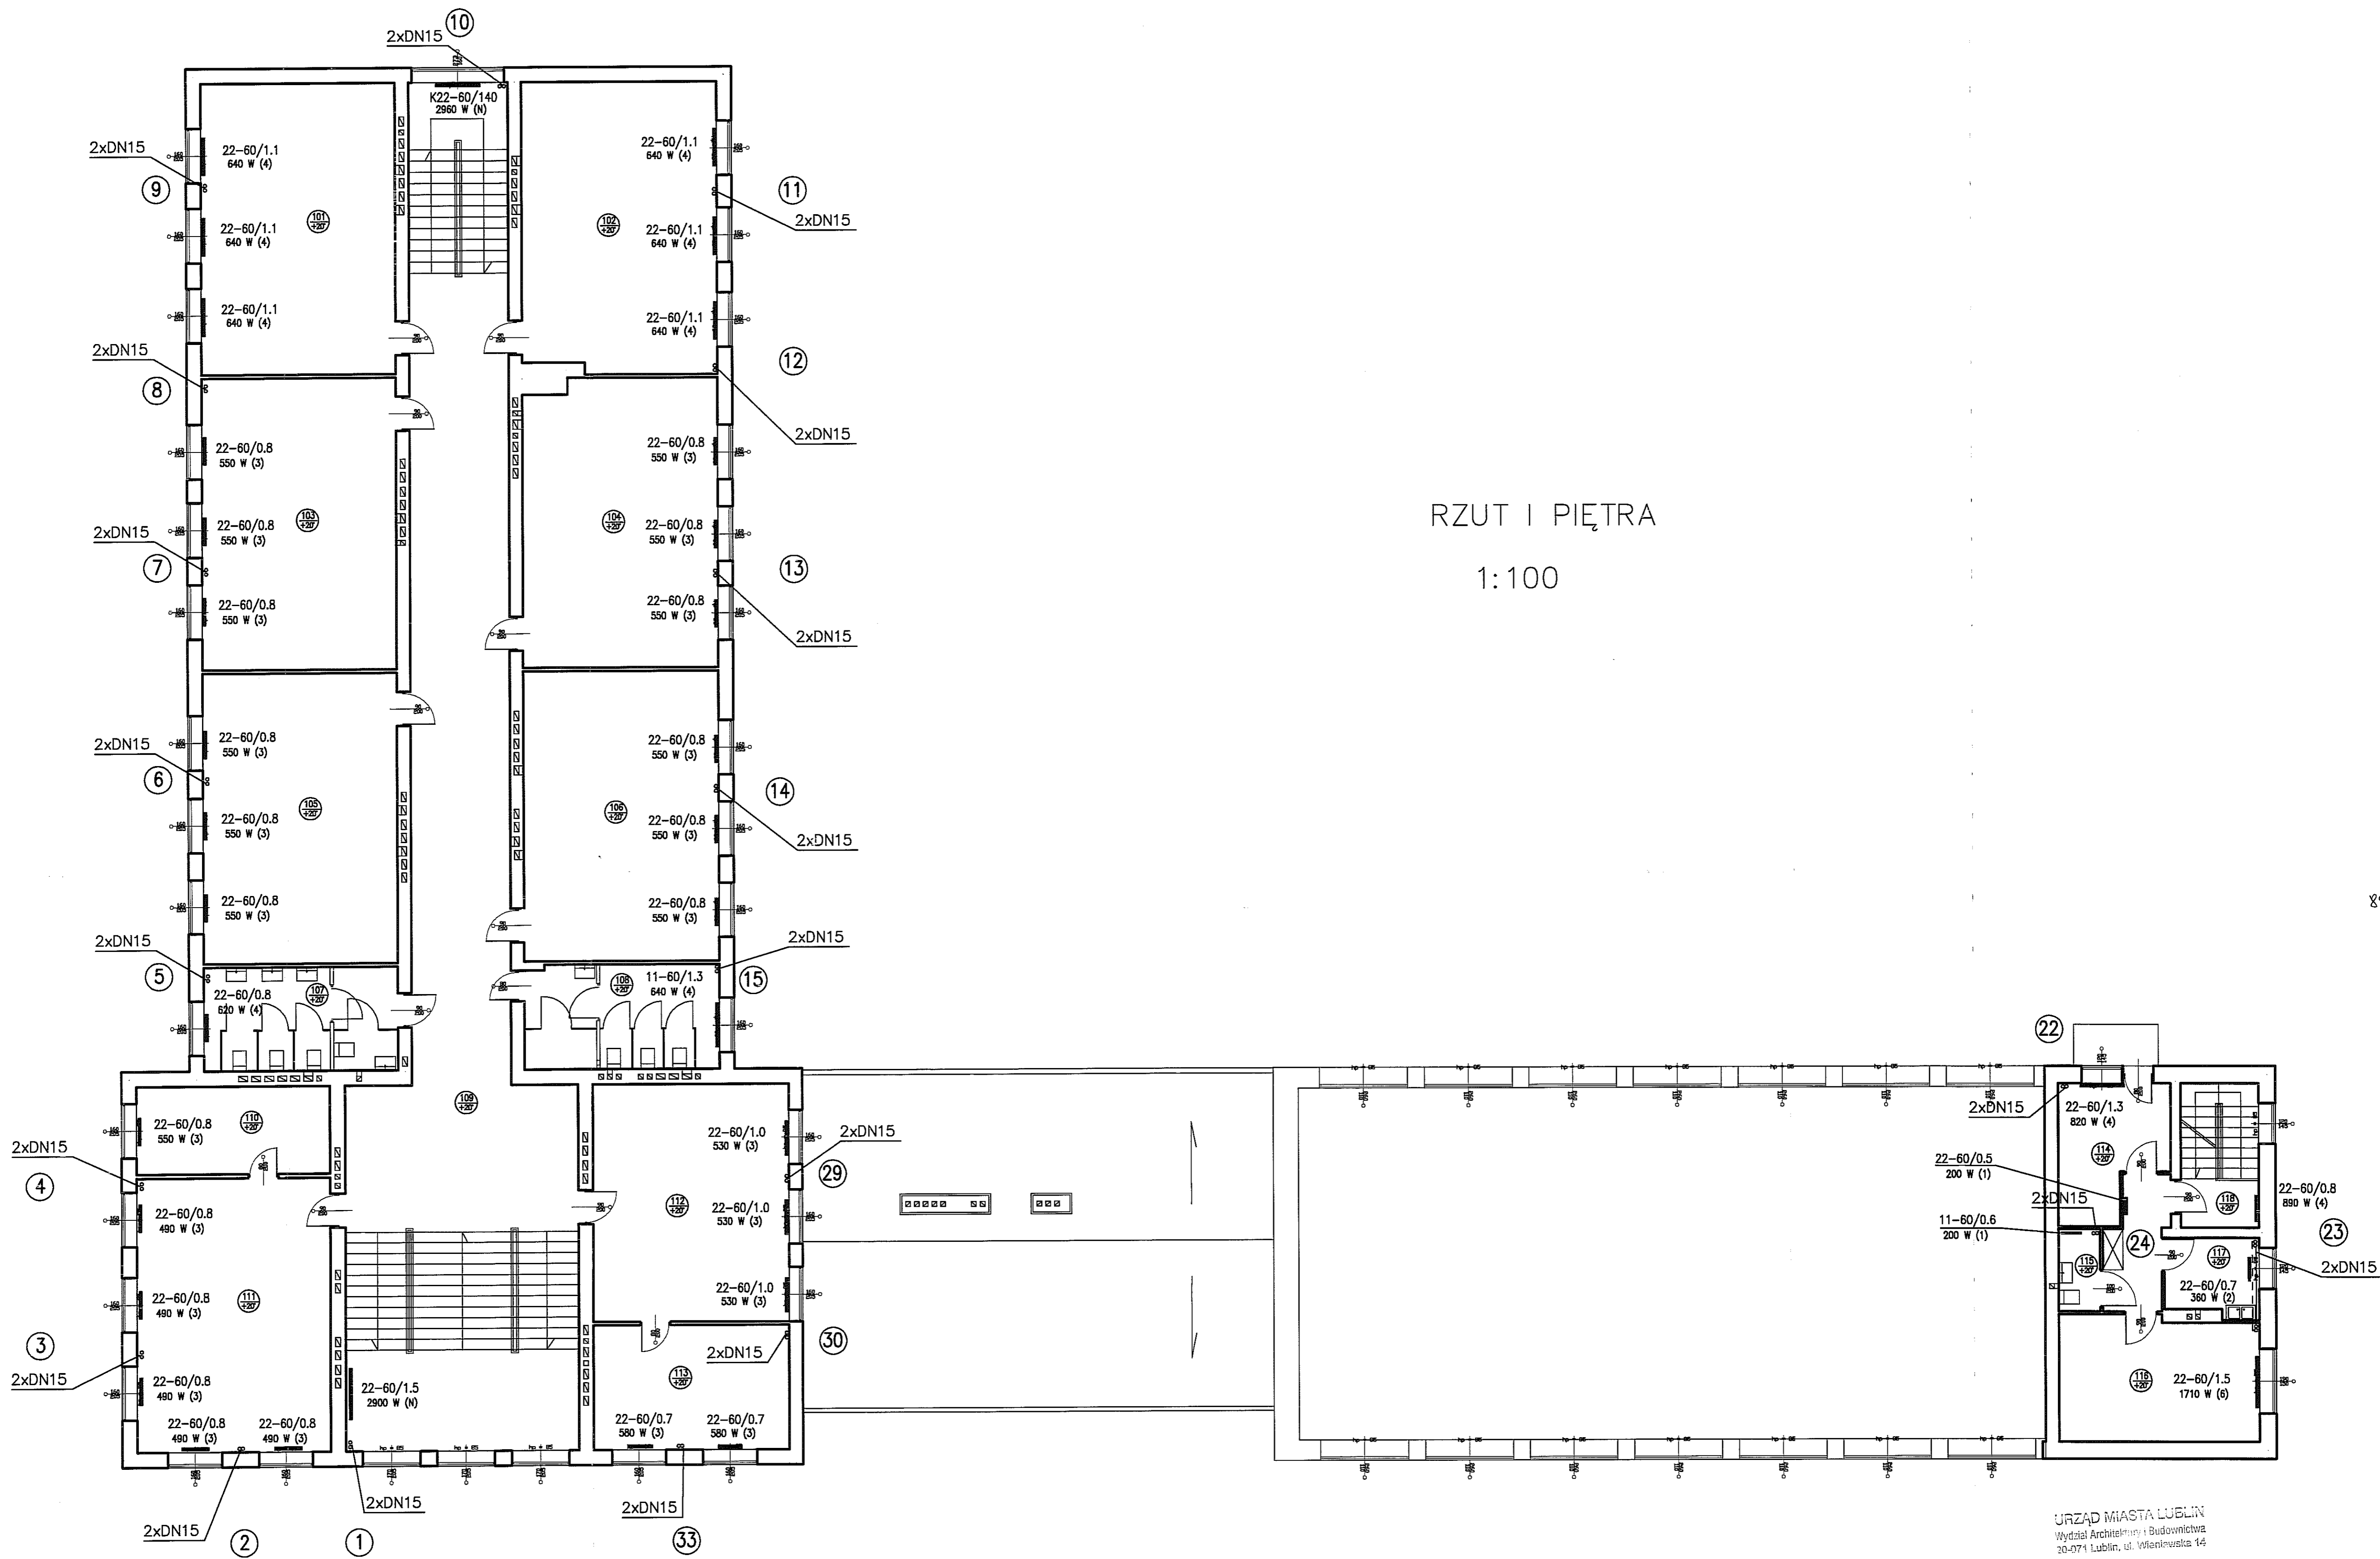 10
2xDN15
K22-60/140
2960 W (N)
2xDN15
9
22-60/1.1
640 W (4)
101
+20°
22-60/1.1
640 W (4)
22-60/1.1
640 W (4)
22-60/1.1
640 W (4)
11
2xDN15
102
+20°
22-60/1.1
640 W (4)
22-60/1.1
640 W (4)
12
2xDN15
2xDN15
8
22-60/0.8
550 W (3)
103
+20°
22-60/0.8
550 W (3)
2xDN15
7
22-60/0.8
550 W (3)
22-60/0.8
550 W (3)
104
+20°
22-60/0.8
550 W (3)
13
22-60/0.8
550 W (3)
2xDN15
RZUT I PIĘTRA
1:100
22-60/0.8
550 W (3)
2xDN15
6
105
+20°
22-60/0.8
550 W (3)
22-60/0.8
550 W (3)
22-60/0.8
550 W (3)
14
106
+20°
22-60/0.8
550 W (3)
2xDN15
22-60/0.8
550 W (3)
2xDN15
5
22-60/0.8
620 W (4)
107
+20°
108
+20°
11-60/1.3
640 W (4)
2xDN15
15
109
+20°
22-60/0.8
550 W (3)
110
+20°
2xDN15
4
22-60/0.8
490 W (3)
22-60/0.8
490 W (3)
111
+20°
3
2xDN15
22-60/0.8
490 W (3)
22-60/0.8
490 W (3)
22-60/0.8
490 W (3)
2xDN15
2
22-60/1.5
2900 W (N)
2xDN15
1
22-60/1.0
530 W (3)
2xDN15
29
112
+20°
22-60/1.0
530 W (3)
22-60/1.0
530 W (3)
30
2xDN15
113
+20°
22-60/0.7
580 W (3)
22-60/0.7
580 W (3)
2xDN15
33
22
2xDN15
22-60/1.3
820 W (4)
114
+20°
22-60/0.5
200 W (1)
2xDN15
11-60/0.6
200 W (1)
115
+20°
24
118
+20°
22-60/0.8
890 W (4)
23
117
+20°
22-60/0.7
360 W (2)
2xDN15
116
+20°
22-60/1.5
1710 W (6)
URZĄD MIASTA LUBLIN
Wydział Architektury i Budownictwa
20-071 Lublin, ul. Wieniawska 14